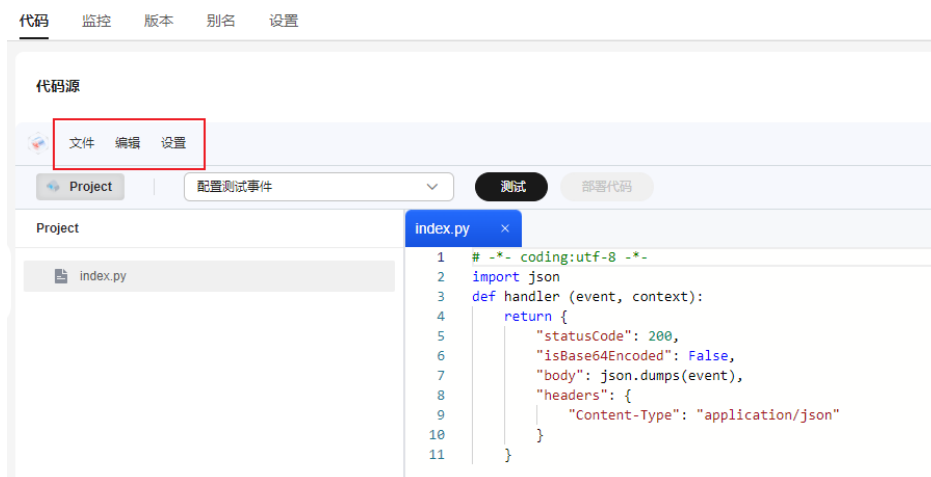 代码 监控 版本 别名 设置
代码源
文件 编辑 设置
Project 配置测试事件 测试 部署代码
Project
index.py
index.py ×
1 # -*- coding:utf-8 -*-
2 import json
3 def handler (event, context):
4     return {
5         "statusCode": 200,
6         "isBase64Encoded": False,
7         "body": json.dumps(event),
8         "headers": {
9             "Content-Type": "application/json"
10         }
11     }